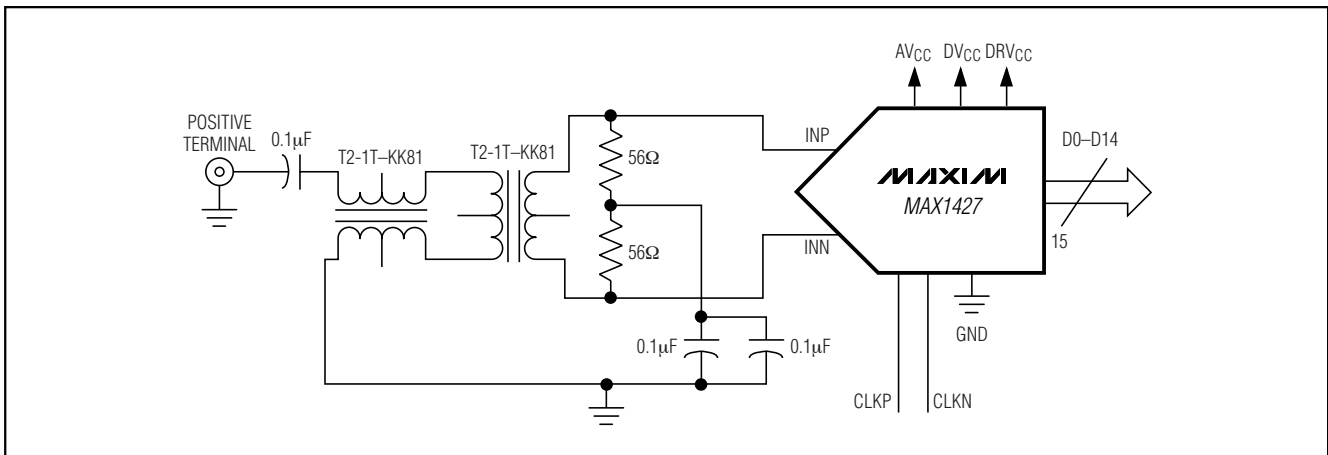 AVCC DVCC DRVCC
POSITIVE
TERMINAL
0.1µF
T2-1T–KK81
T2-1T–KK81
56Ω
56Ω
INP
INN
MAXIM
MAX1427
D0–D14
15
GND
0.1µF
0.1µF
CLKP
CLKN